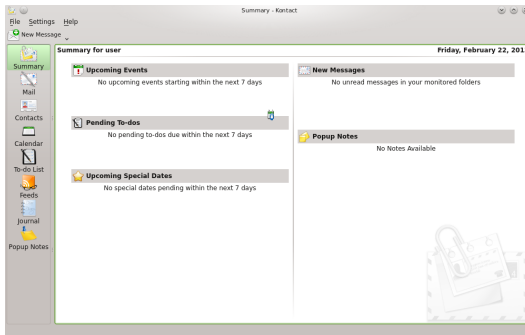 Summary - Kontact
File Settings Help
New Message
Summary
Mail
Contacts
Calendar
To-do List
Feeds
Journal
Popup Notes
Summary for user
Friday, February 22, 201
Upcoming Events
No upcoming events starting within the next 7 days
Pending To-dos
No pending to-dos due within the next 7 days
Upcoming Special Dates
No special dates pending within the next 7 days
New Messages
No unread messages in your monitored folders
Popup Notes
No Notes Available